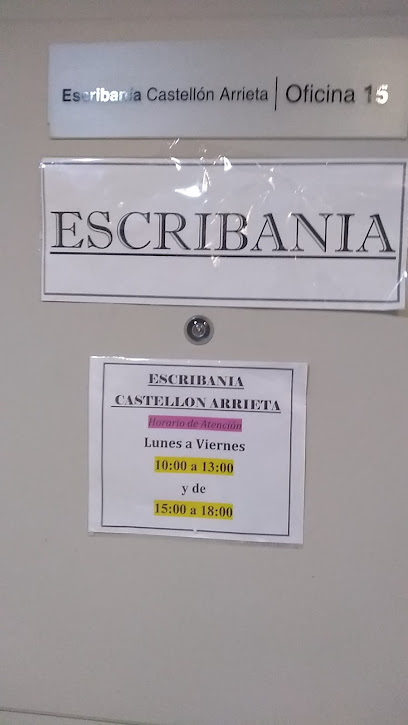 Escribanía Castellón Arrieta | Oficina 15
ESCRIBANIA
ESCRIBANIA
CASTELLON ARRIETA
Horario de Atención
Lunes a Viernes
10:00 a 13:00
y de
15:00 a 18:00